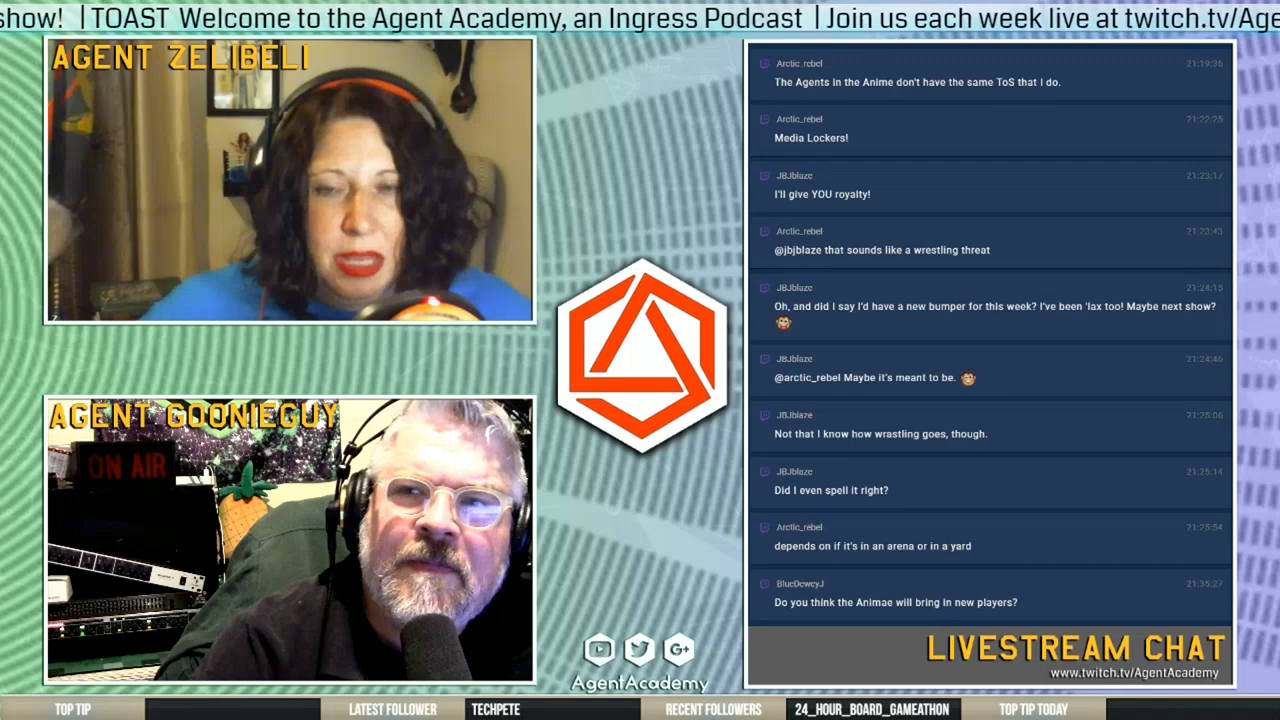 show!  | TOAST  Welcome to the Agent Academy, an Ingress Podcast  | Join us each week live at twitch.tv/Age
AGENT ZELIBELI
AGENT GOONIEGUY
ON AIR
Arctic_rebel 21:19:36
The Agents in the Anime don't have the same ToS that I do.
Arctic_rebel 21:22:25
Media Lockers!
JBJblaze 21:23:17
I'll give YOU royalty!
Arctic_rebel 21:23:43
@jbjblaze that sounds like a wrestling threat
JBJblaze 21:24:15
Oh, and did I say I'd have a new bumper for this week? I've been 'lax too! Maybe next show?
JBJblaze 21:24:46
@arctic_rebel Maybe it's meant to be.
JBJblaze 21:25:06
Not that I know how wrastling goes, though.
JBJblaze 21:25:14
Did I even spell it right?
Arctic_rebel 21:25:54
depends on if it's in an arena or in a yard
BlueDeweyJ 21:35:27
Do you think the Animae will bring in new players?
LIVESTREAM CHAT
www.twitch.tv/AgentAcademy
G+
AgentAcademy
TOP TIP LATEST FOLLOWER TECHPETE RECENT FOLLOWERS 24_HOUR_BOARD_GAMEATHON TOP TIP TODAY